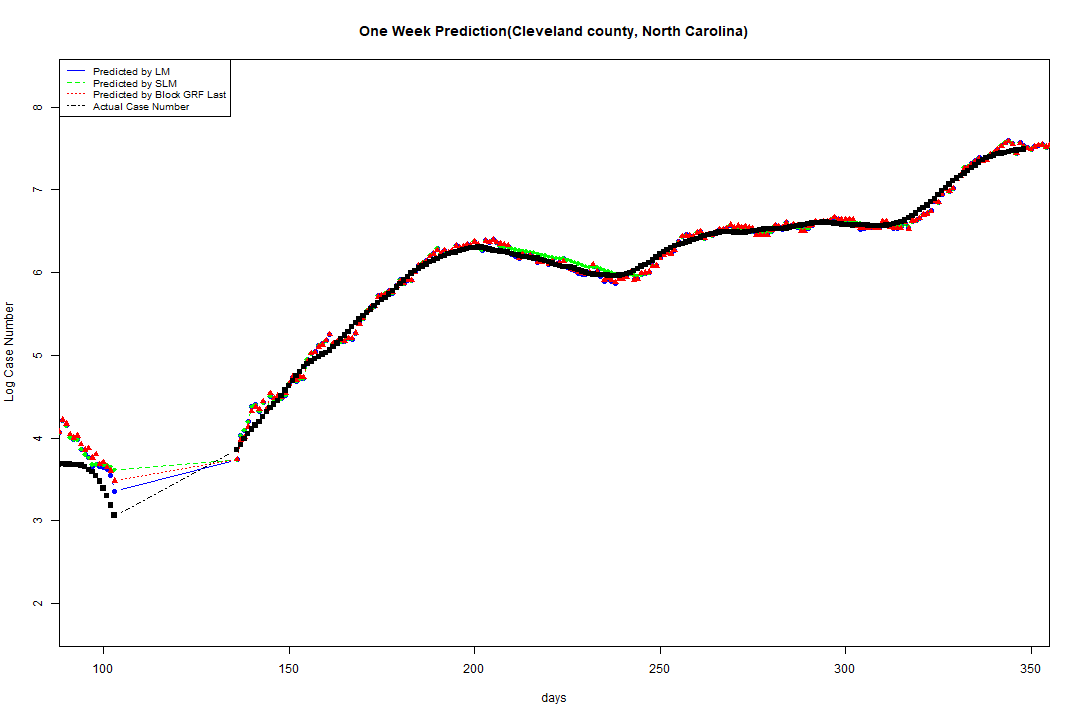 One Week Prediction(Cleveland county, North Carolina)
Predicted by LM
Predicted by SLM
Predicted by Block GRF Last
Actual Case Number
Log Case Number
8
7
6
5
4
3
2
100 150 200 250 300 350
days